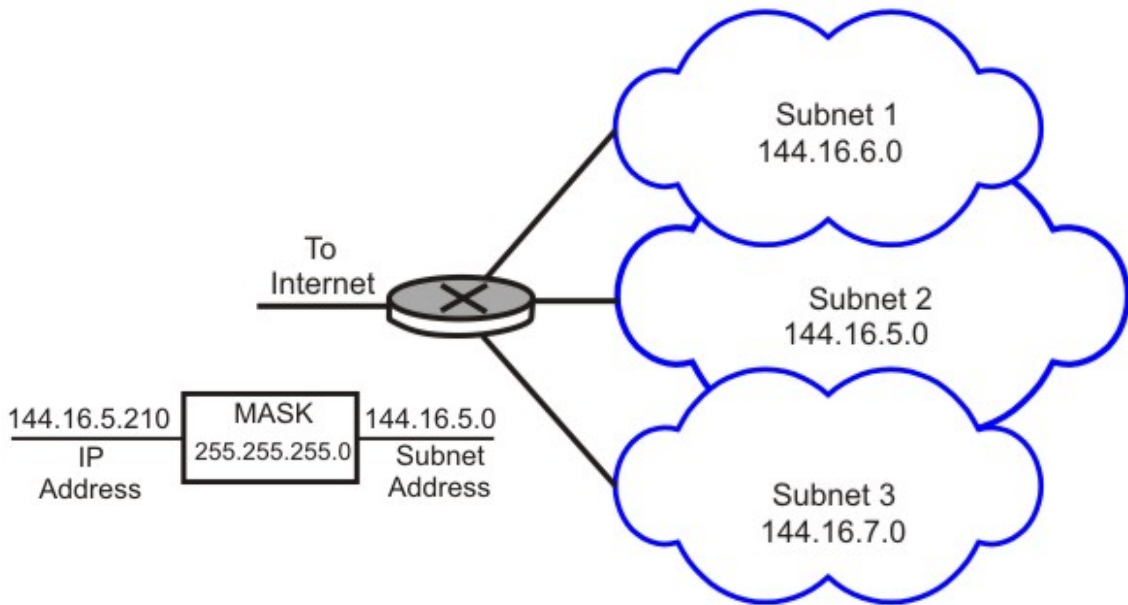 Subnet 1
144.16.6.0
To
Internet
Subnet 2
144.16.5.0
144.16.5.210
IP
Address
MASK
255.255.255.0
144.16.5.0
Subnet
Address
Subnet 3
144.16.7.0